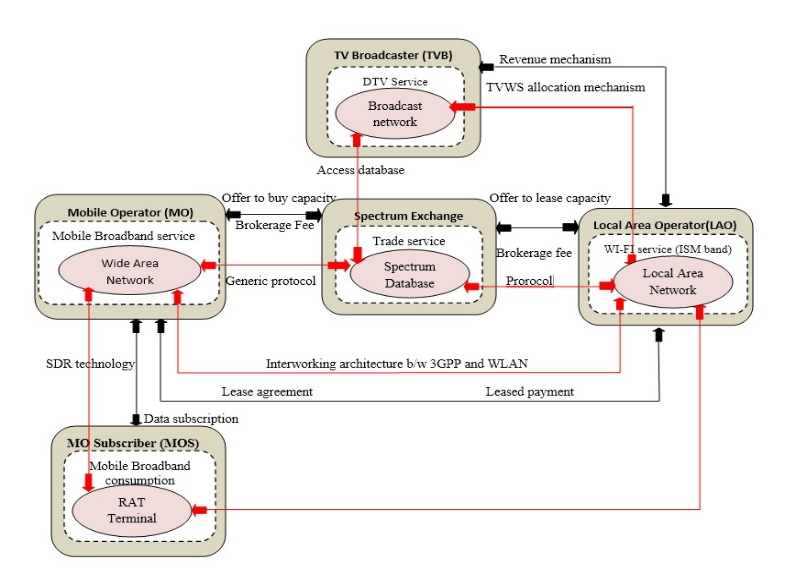 TV Broadcaster (TVB)
DTV Service
Broadcast
network
Revenue mechanism
TVWS allocation mechanism
Access database
Mobile Operator (MO)
Mobile Broadband service
Wide Area
Network
Offer to buy capacity
Brokerage Fee
Generic protocol
Spectrum Exchange
Trade service
Spectrum
Database
Offer to lease capacity
Brokerage fee
Prorocol
Local Area Operator(LAO)
WI-FI service (ISM band)
Local Area
Network
SDR technology
Interworking architecture b/w 3GPP and WLAN
Lease agreement
Leased payment
Data subscription
MO Subscriber (MOS)
Mobile Broadband
consumption
RAT
Terminal